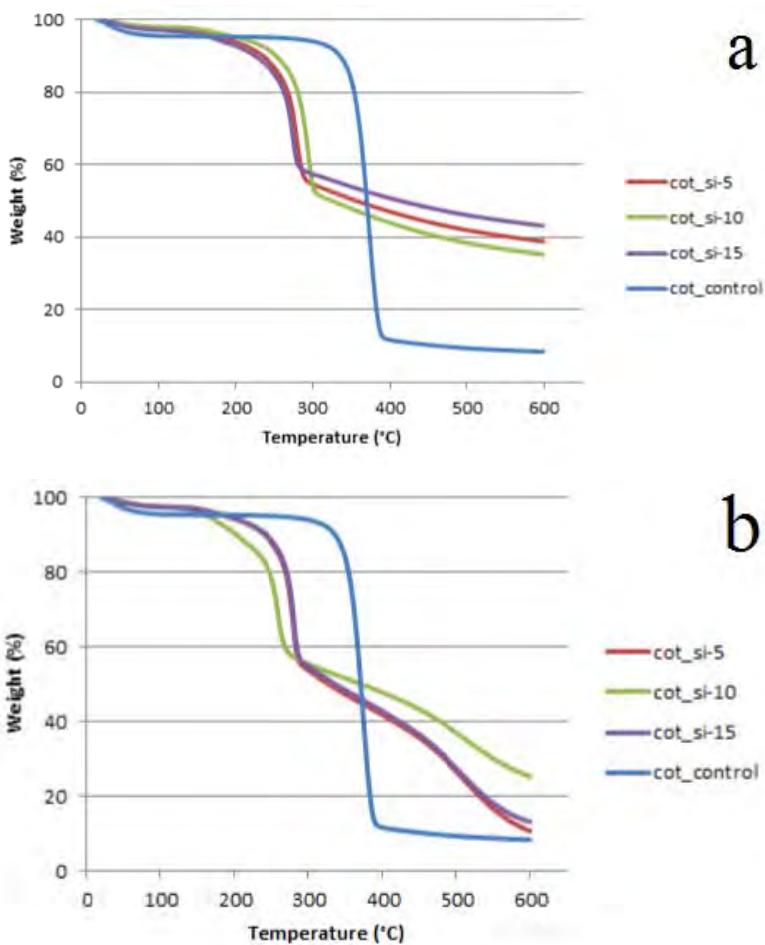 a
100
80
60
40
20
0
Weight (%)
0 100 200 300 400 500 600
Temperature (°C)
cot_si-5
cot_si-10
cot_si-15
cot_control
b
100
80
60
40
20
0
Weight (%)
0 100 200 300 400 500 600
Temperature (°C)
cot_si-5
cot_si-10
cot_si-15
cot_control